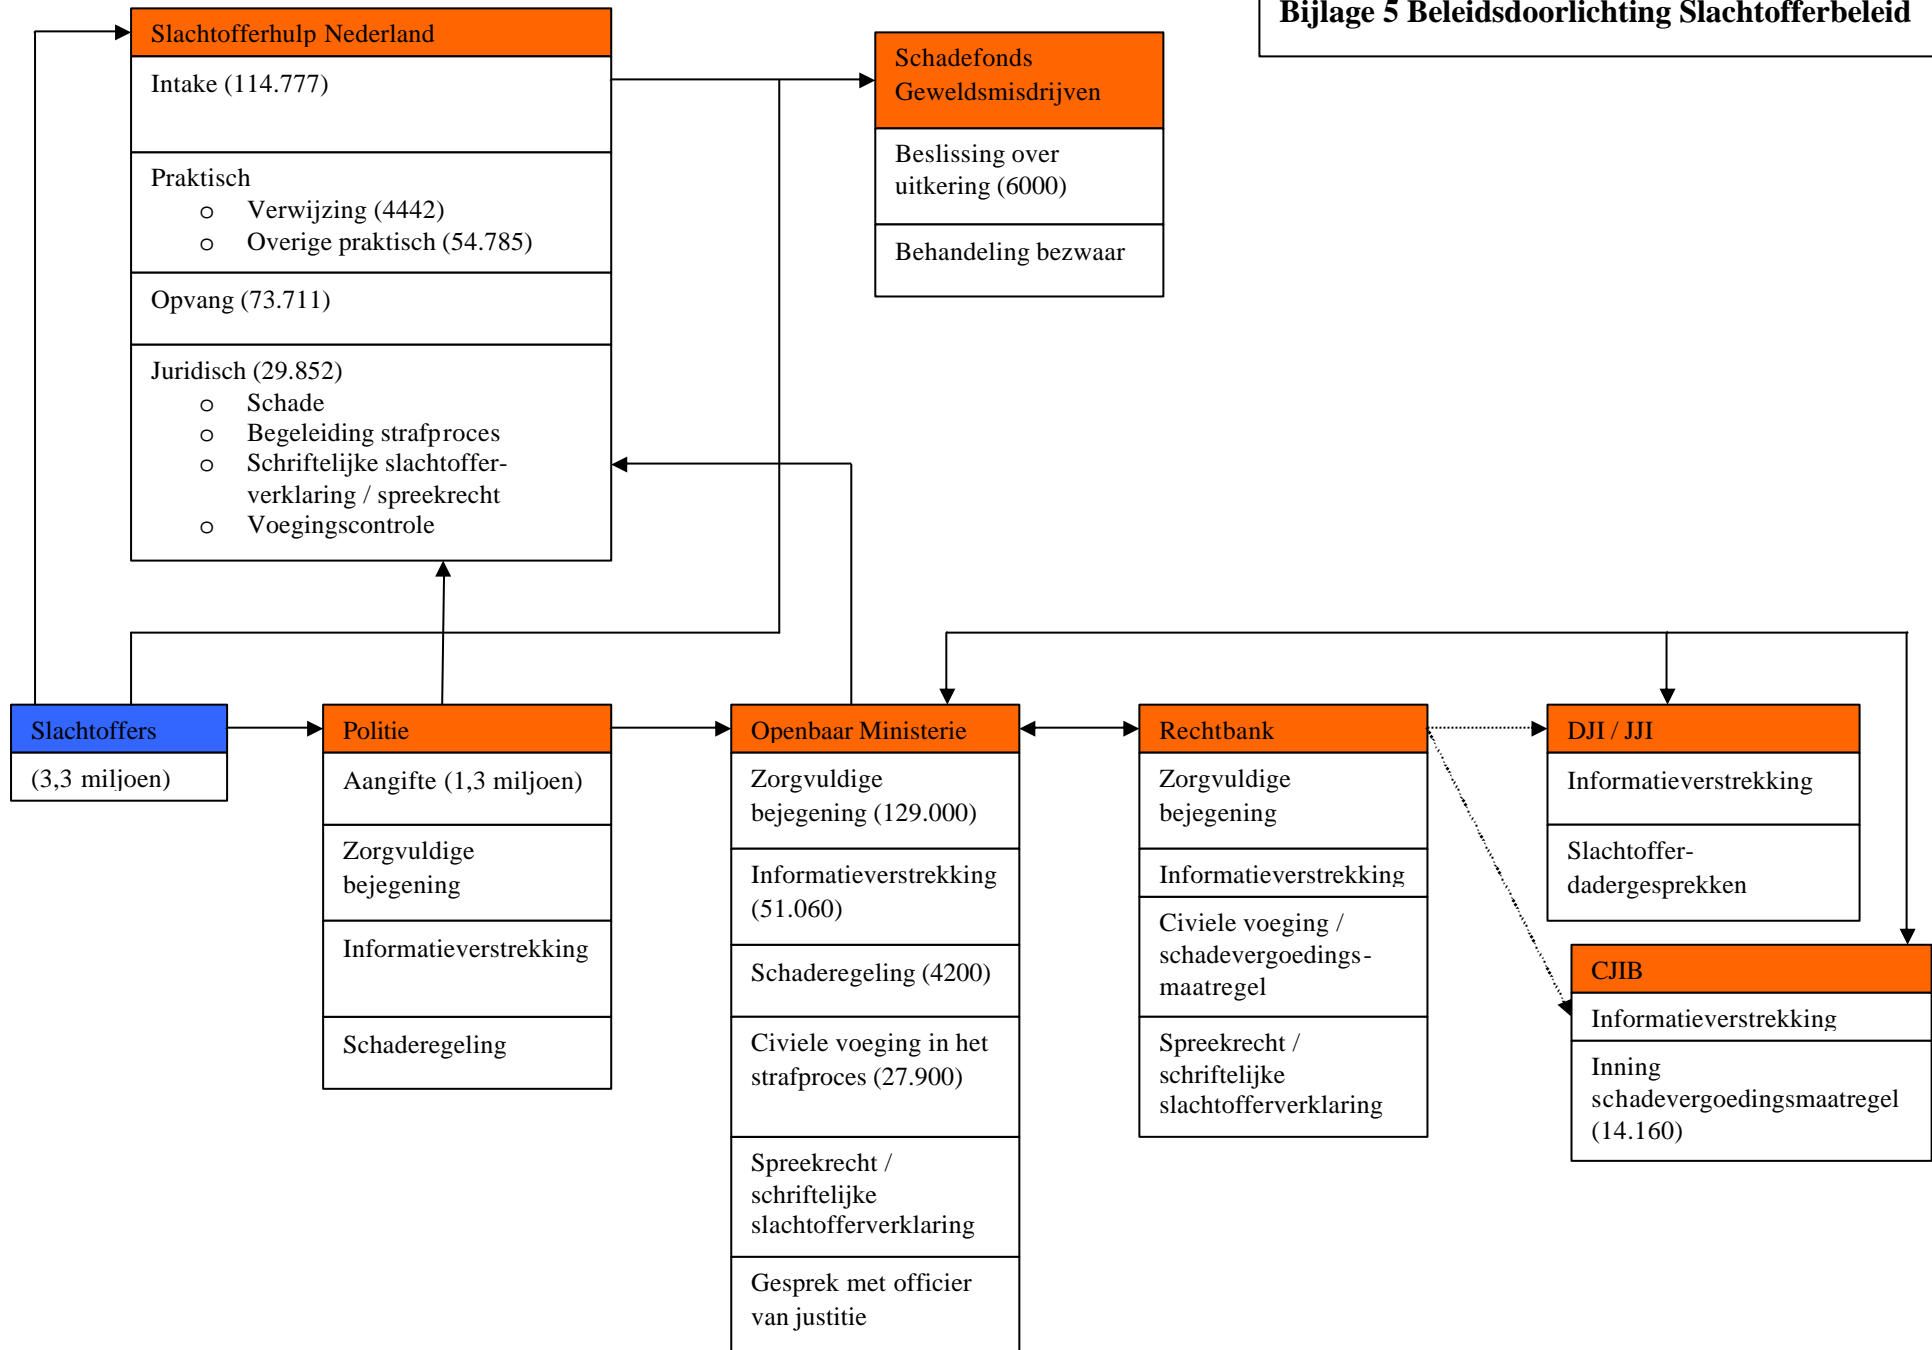 Bijlage 5 Beleidsdoorlichting Slachtofferbeleid
Slachtofferhulp Nederland
Intake (114.777)
Praktisch
o Verwijzing (4442)
o Overige praktisch (54.785)
Opvang (73.711)
Juridisch (29.852)
o Schade
o Begeleiding strafproces
o Schriftelijke slachtoffer-
verklaring / spreekrecht
o Voegingscontrole
Schadefonds
Geweldsmisdrijven
Beslissing over
uitkering (6000)
Behandeling bezwaar
Slachtoffers
(3,3 miljoen)
Politie
Aangifte (1,3 miljoen)
Zorgvuldige
bejegening
Informatieverstrekking
Schaderegeling
Openbaar Ministerie
Zorgvuldige
bejegening (129.000)
Informatieverstrekking
(51.060)
Schaderegeling (4200)
Civiele voeging in het
strafproces (27.900)
Spreekrecht /
schriftelijke
slachtofferverklaring
Gesprek met officier
van justitie
Rechtbank
Zorgvuldige
bejegening
Informatieverstrekking
Civiele voeging /
schadevergoedings-
maatregel
Spreekrecht /
schriftelijke
slachtofferverklaring
DJI / JJI
Informatieverstrekking
Slachtoffer-
dadergesprekken
CJIB
Informatieverstrekking
Inning
schadevergoedingsmaatregel
(14.160)